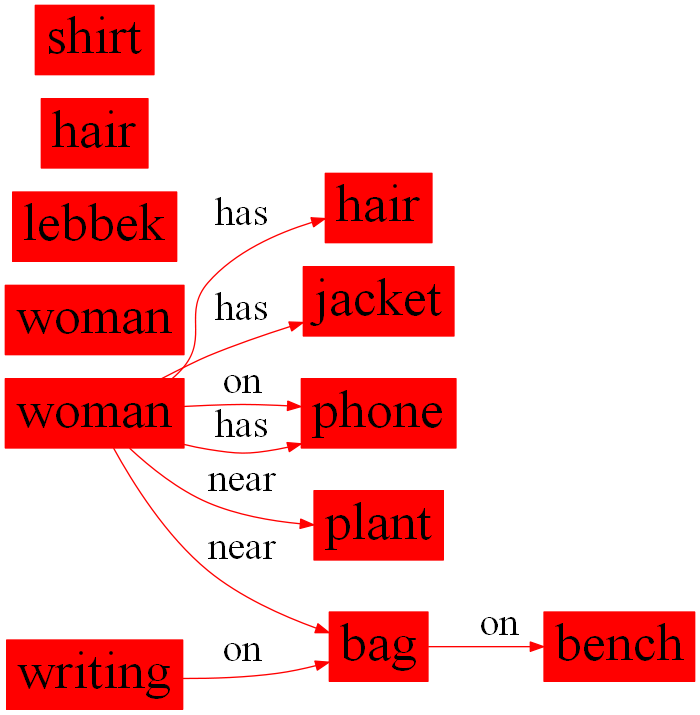 shirt
hair
lebbek
has
hair
woman
has
jacket
woman
on
has
phone
near
plant
near
writing
on
bag
on
bench